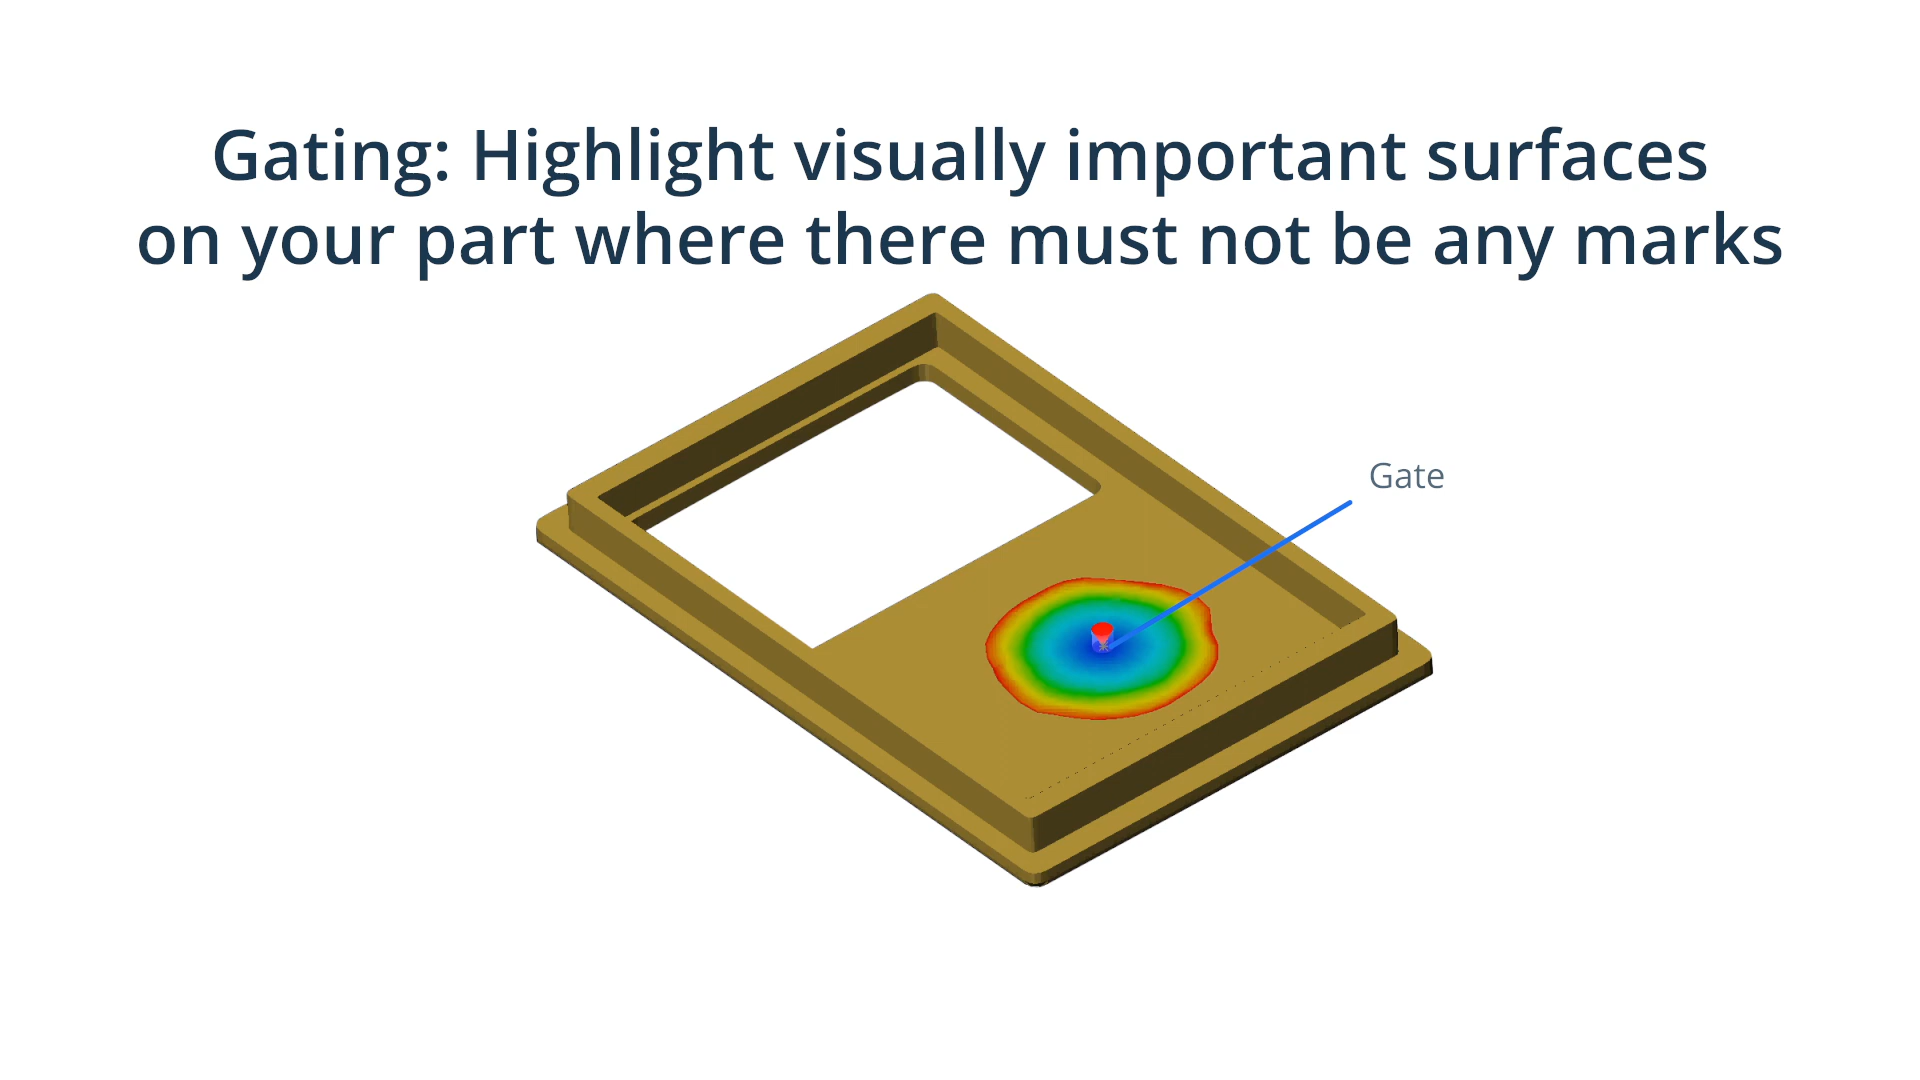 Gating: Highlight visually important surfaces
on your part where there must not be any marks
Gate